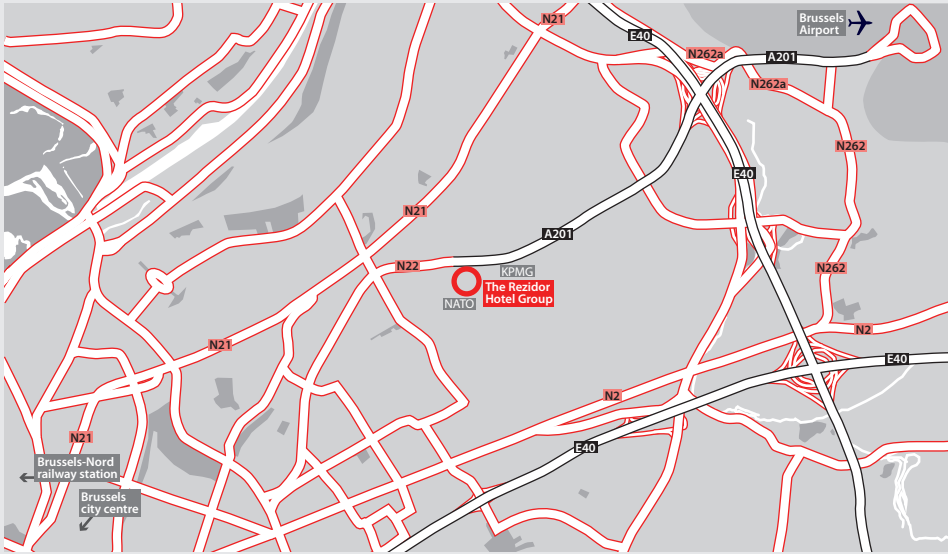 N21
Brussels
Airport
E40
N262a
A201
N262a
N262
E40
N21
A201
N22
KPMG
N262
The Rezidor
Hotel Group
NATO
N2
N21
E40
N2
N21
E40
Brussels-Nord
railway station
Brussels
city centre